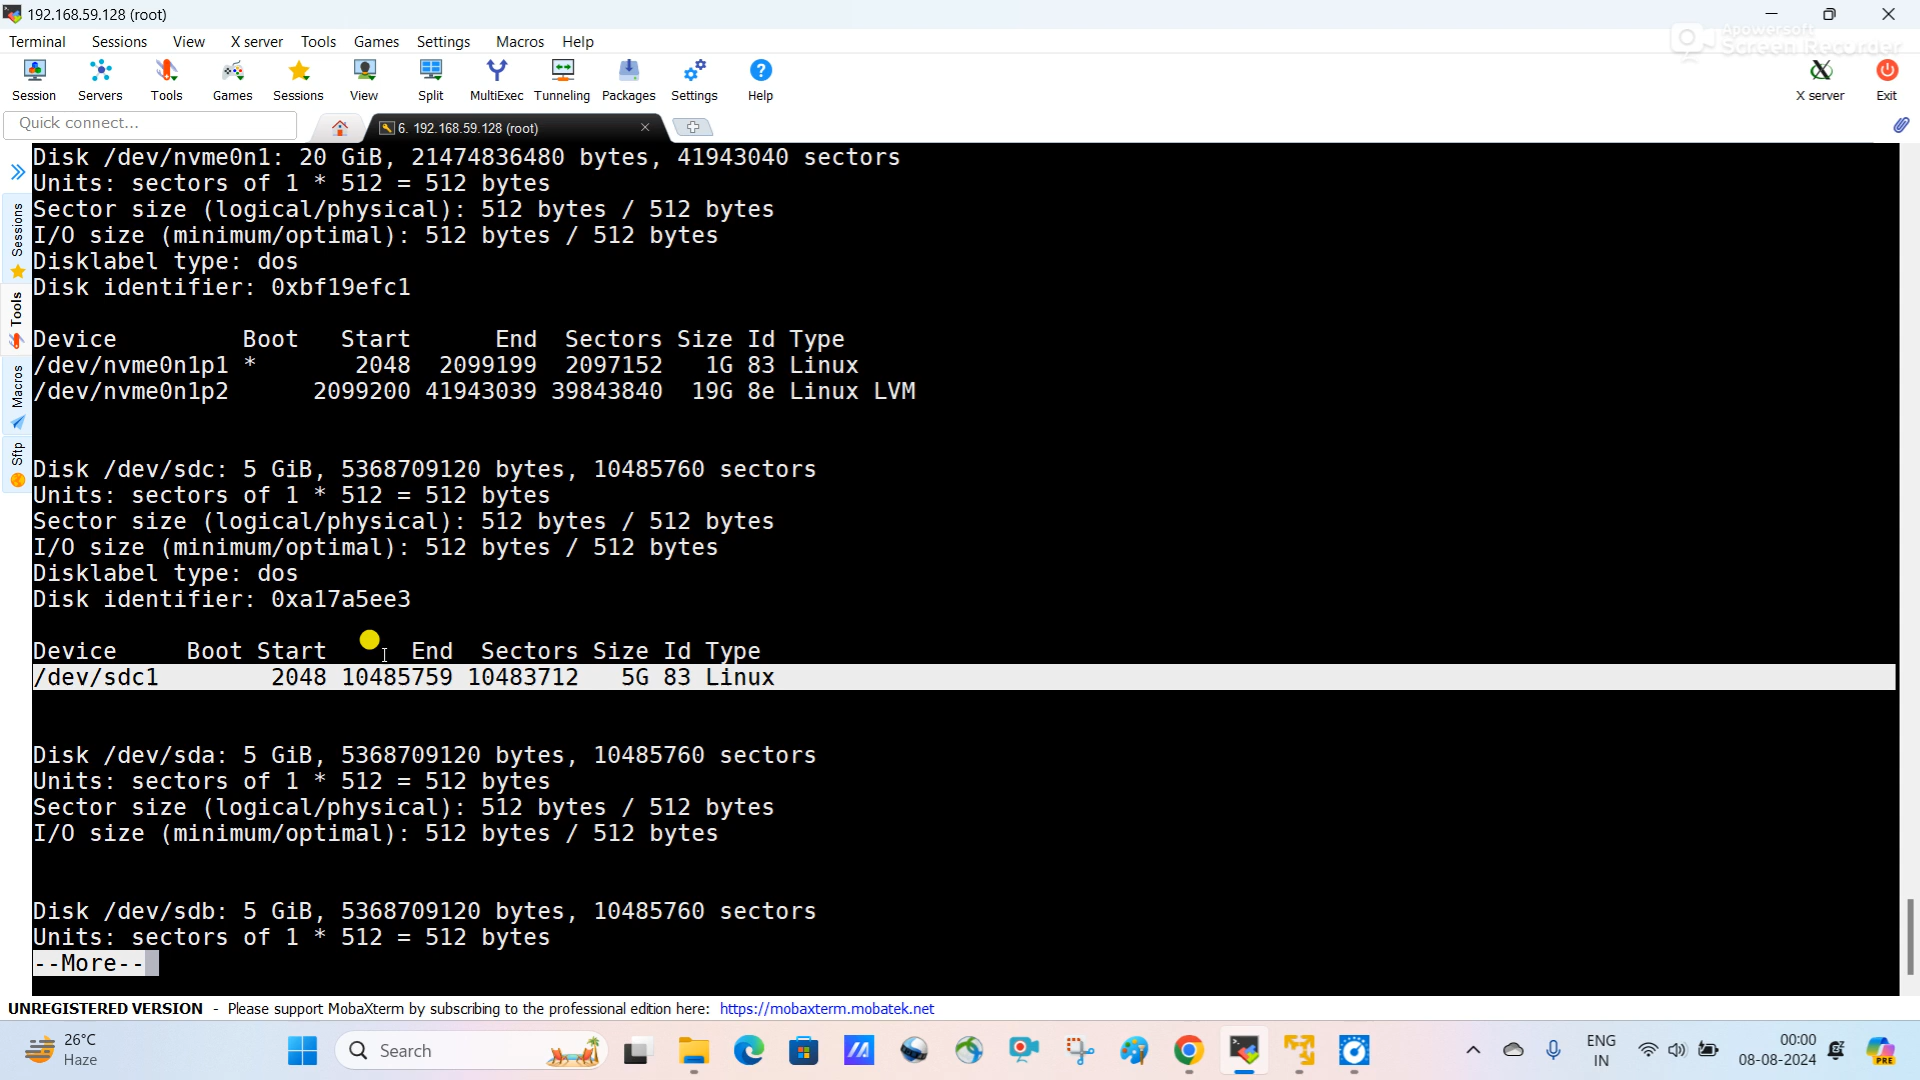 192.168.59.128 (root)
Terminal Sessions View X server Tools Games Settings Macros Help
Apowersoft
Screen Recorder
Session Servers Tools Games Sessions View Split MultiExec Tunneling Packages Settings Help X server Exit
Quick connect...
6. 192.168.59.128 (root)
Sessions
Tools
Macros
Sftp
Disk /dev/nvme0n1: 20 GiB, 21474836480 bytes, 41943040 sectors
Units: sectors of 1 * 512 = 512 bytes
Sector size (logical/physical): 512 bytes / 512 bytes
I/O size (minimum/optimal): 512 bytes / 512 bytes
Disklabel type: dos
Disk identifier: 0xbf19efc1
Device Boot Start End Sectors Size Id Type
/dev/nvme0n1p1 * 2048 2099199 2097152 1G 83 Linux
/dev/nvme0n1p2 2099200 41943039 39843840 19G 8e Linux LVM
Disk /dev/sdc: 5 GiB, 5368709120 bytes, 10485760 sectors
Units: sectors of 1 * 512 = 512 bytes
Sector size (logical/physical): 512 bytes / 512 bytes
I/O size (minimum/optimal): 512 bytes / 512 bytes
Disklabel type: dos
Disk identifier: 0xa17a5ee3
Device Boot Start End Sectors Size Id Type
/dev/sdc1 2048 10485759 10483712 5G 83 Linux
Disk /dev/sda: 5 GiB, 5368709120 bytes, 10485760 sectors
Units: sectors of 1 * 512 = 512 bytes
Sector size (logical/physical): 512 bytes / 512 bytes
I/O size (minimum/optimal): 512 bytes / 512 bytes
Disk /dev/sdb: 5 GiB, 5368709120 bytes, 10485760 sectors
Units: sectors of 1 * 512 = 512 bytes
--More--
UNREGISTERED VERSION - Please support MobaXterm by subscribing to the professional edition here: https://mobaxterm.mobatek.net
26°C
Haze
Search
ENG
IN
00:00
08-08-2024
PRE